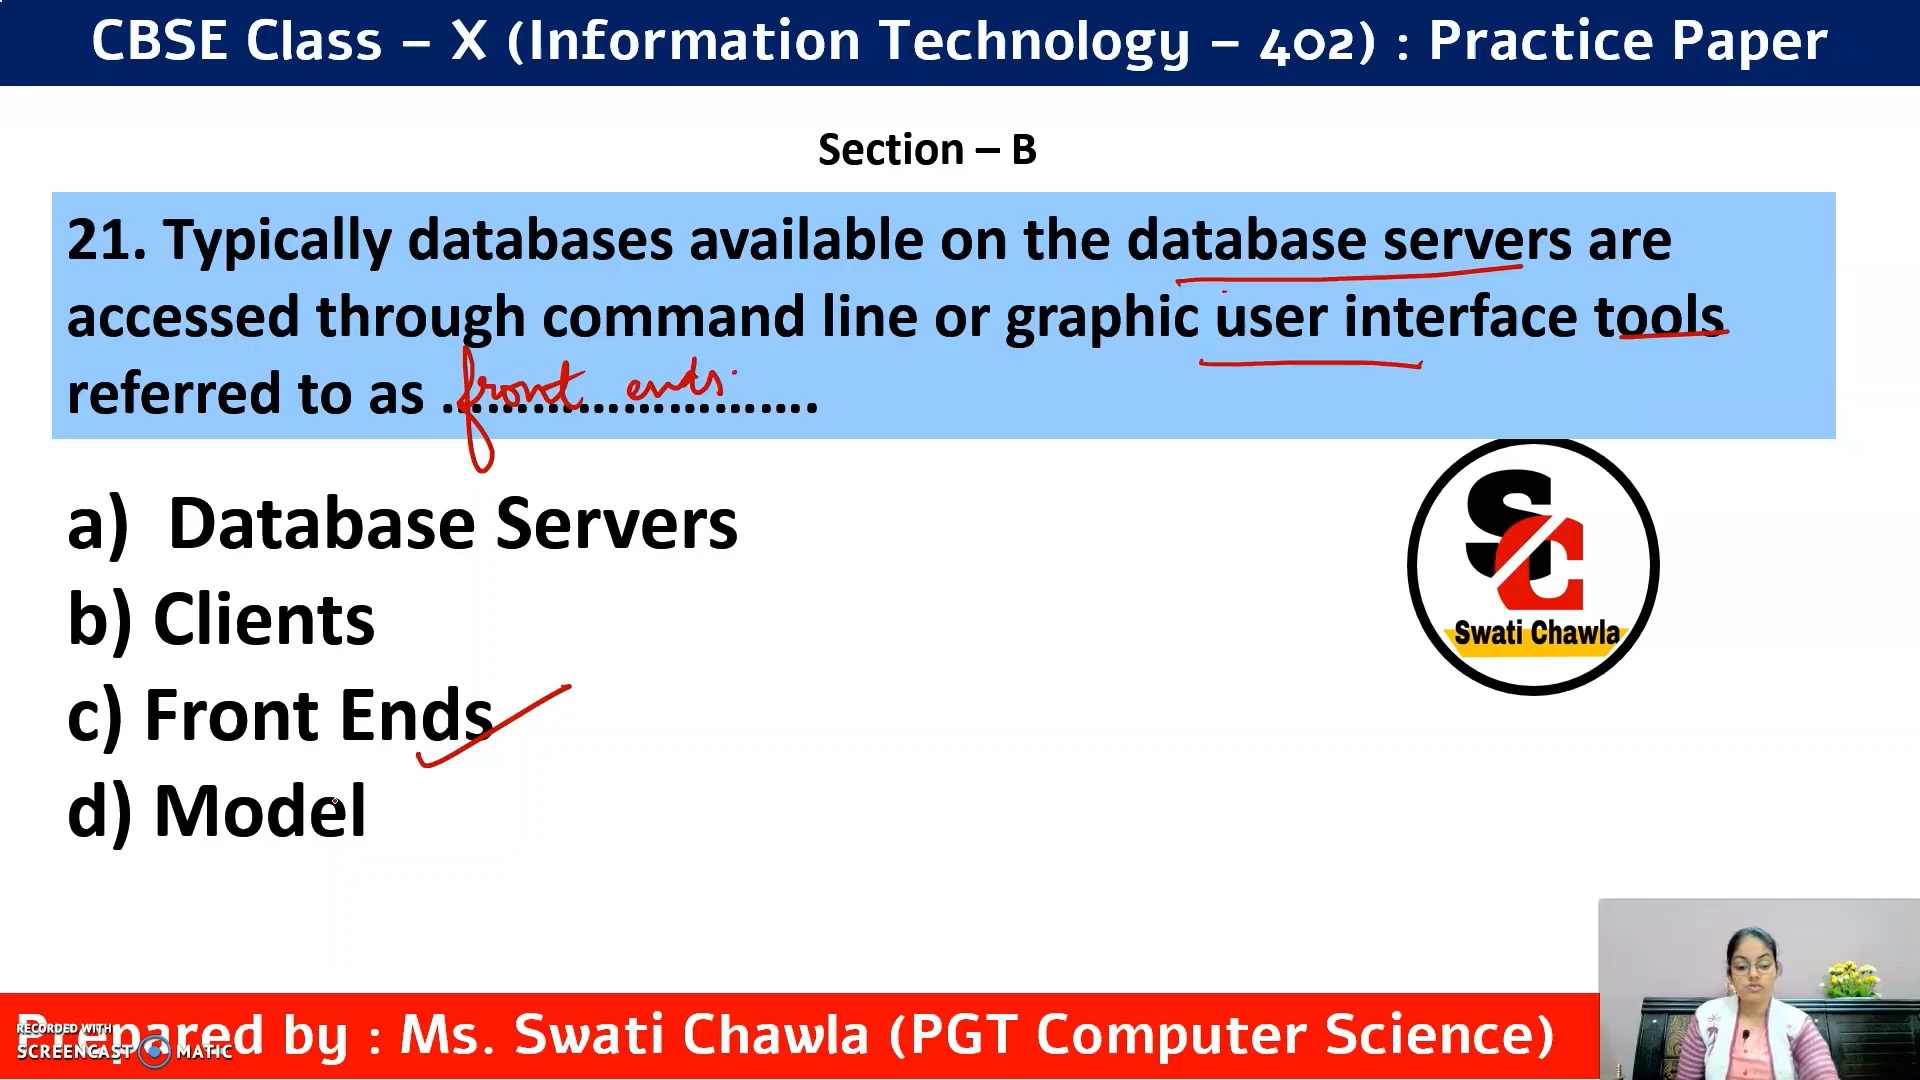 CBSE Class – X (Information Technology – 402) : Practice Paper
Section – B
21. Typically databases available on the database servers are
accessed through command line or graphic user interface tools
referred to as ……………………….
front ends.
a) Database Servers
b) Clients
c) Front Ends
d) Model
SC
Swati Chawla
Prepared by : Ms. Swati Chawla (PGT Computer Science)
RECORDED WITH
SCREENCAST MATIC